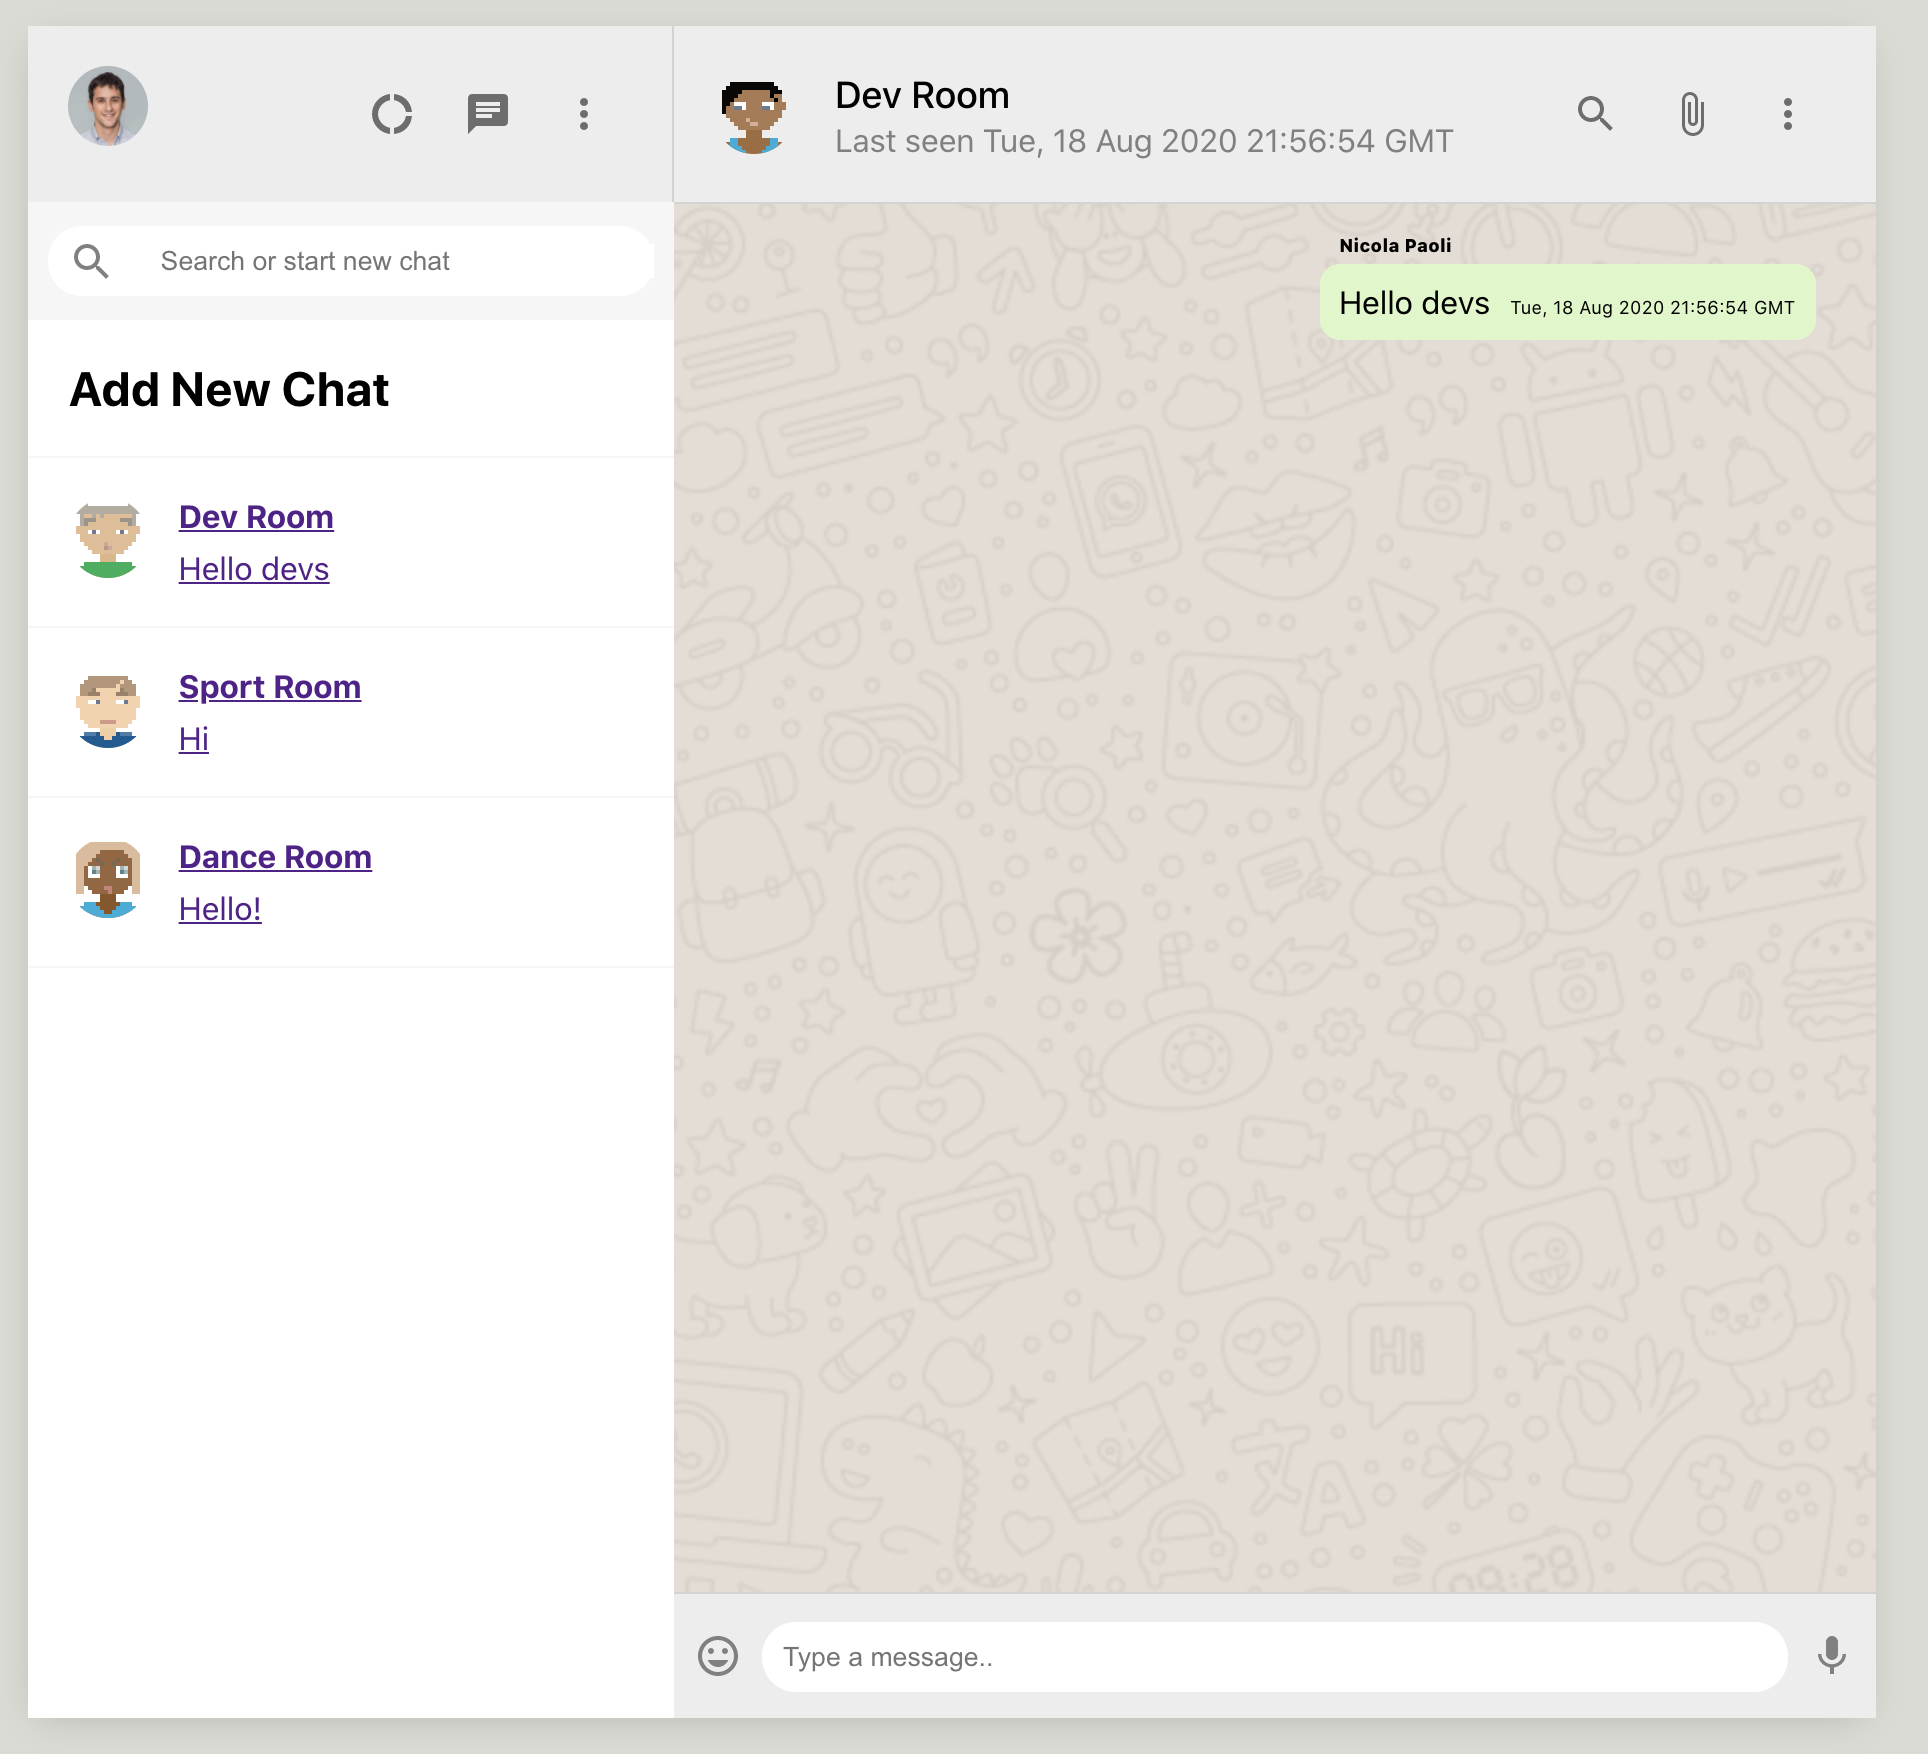 Dev Room
Last seen Tue, 18 Aug 2020 21:56:54 GMT
Search or start new chat
Add New Chat
Dev Room
Hello devs
Sport Room
Hi
Dance Room
Hello!
Nicola Paoli
Hello devs Tue, 18 Aug 2020 21:56:54 GMT
Hi
Type a message..